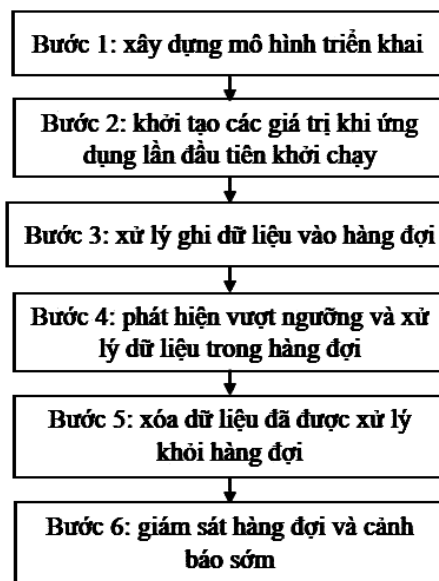 Bước 1: xây dựng mô hình triển khai
Bước 2: khởi tạo các giá trị khi ứng
dụng lần đầu tiên khởi chạy
Bước 3: xử lý ghi dữ liệu vào hàng đợi
Bước 4: phát hiện vượt ngưỡng và xử
lý dữ liệu trong hàng đợi
Bước 5: xóa dữ liệu đã được xử lý
khỏi hàng đợi
Bước 6: giám sát hàng đợi và cảnh
báo sớm